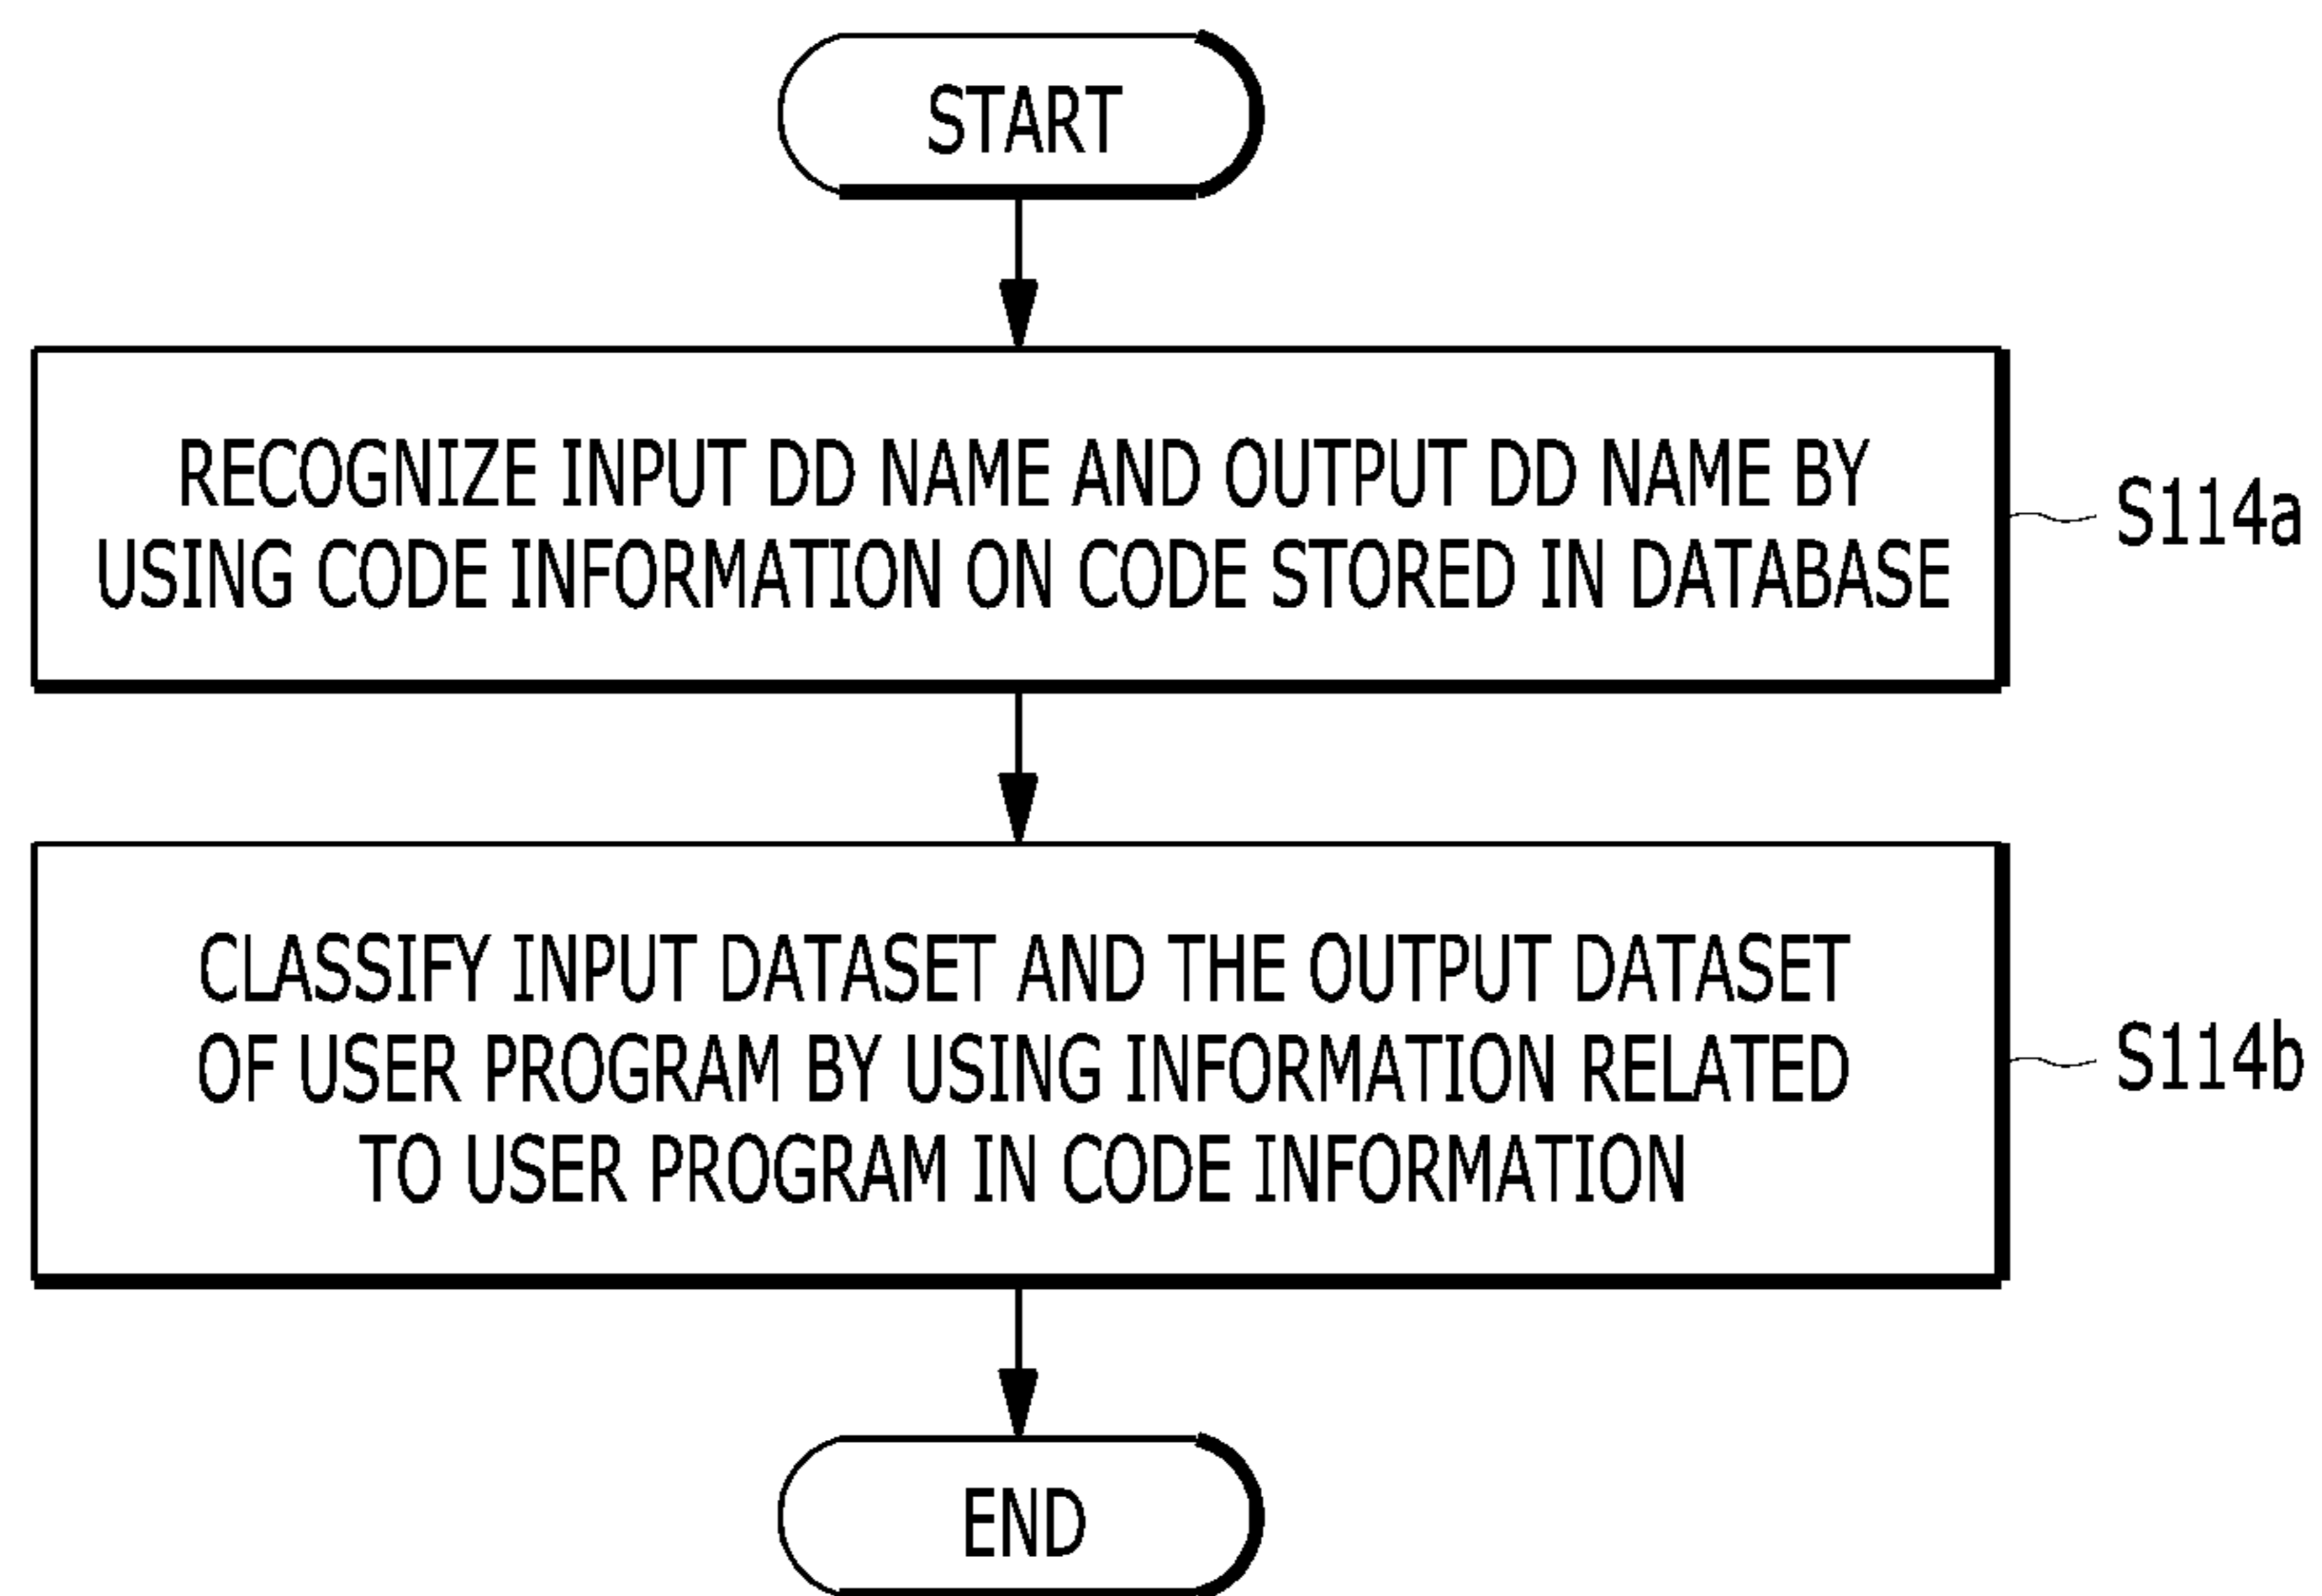 START
RECOGNIZE INPUT DD NAME AND OUTPUT DD NAME BY
USING CODE INFORMATION ON CODE STORED IN DATABASE
S114a
CLASSIFY INPUT DATASET AND THE OUTPUT DATASET
OF USER PROGRAM BY USING INFORMATION RELATED
TO USER PROGRAM IN CODE INFORMATION
S114b
END